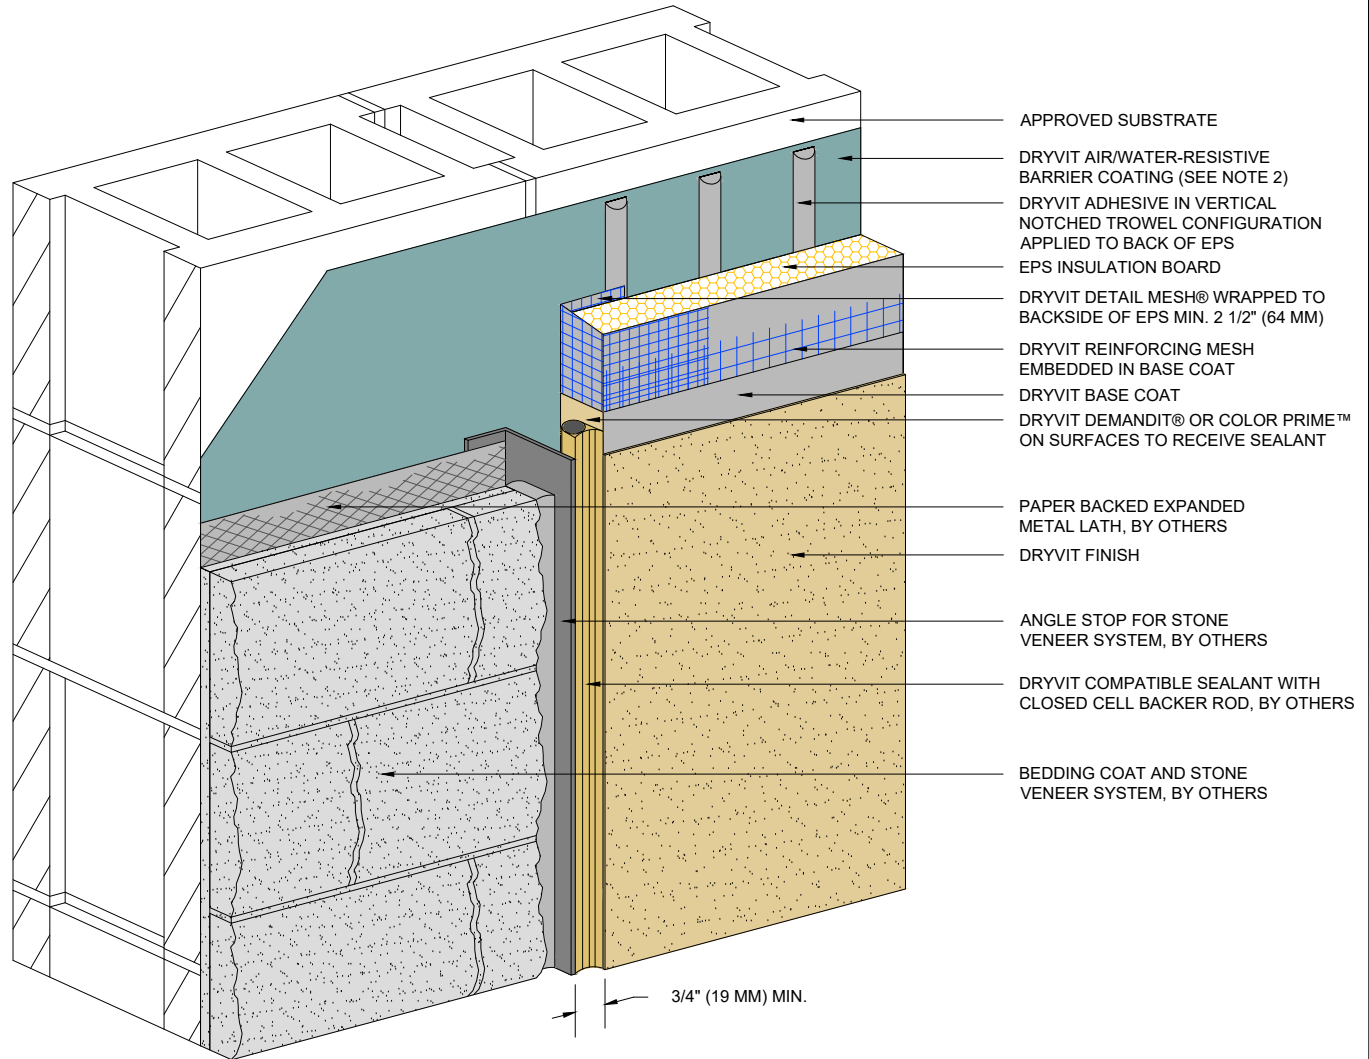 APPROVED SUBSTRATE
DRYVIT AIR/WATER-RESISTIVE
BARRIER COATING (SEE NOTE 2)
DRYVIT ADHESIVE IN VERTICAL
NOTCHED TROWEL CONFIGURATION
APPLIED TO BACK OF EPS
EPS INSULATION BOARD
DRYVIT DETAIL MESH® WRAPPED TO
BACKSIDE OF EPS MIN. 2 1/2" (64 MM)
DRYVIT REINFORCING MESH
EMBEDDED IN BASE COAT
DRYVIT BASE COAT
DRYVIT DEMANDIT® OR COLOR PRIME™
ON SURFACES TO RECEIVE SEALANT
PAPER BACKED EXPANDED
METAL LATH, BY OTHERS
DRYVIT FINISH
ANGLE STOP FOR STONE
VENEER SYSTEM, BY OTHERS
DRYVIT COMPATIBLE SEALANT WITH
CLOSED CELL BACKER ROD, BY OTHERS
BEDDING COAT AND STONE
VENEER SYSTEM, BY OTHERS
3/4" (19 MM) MIN.